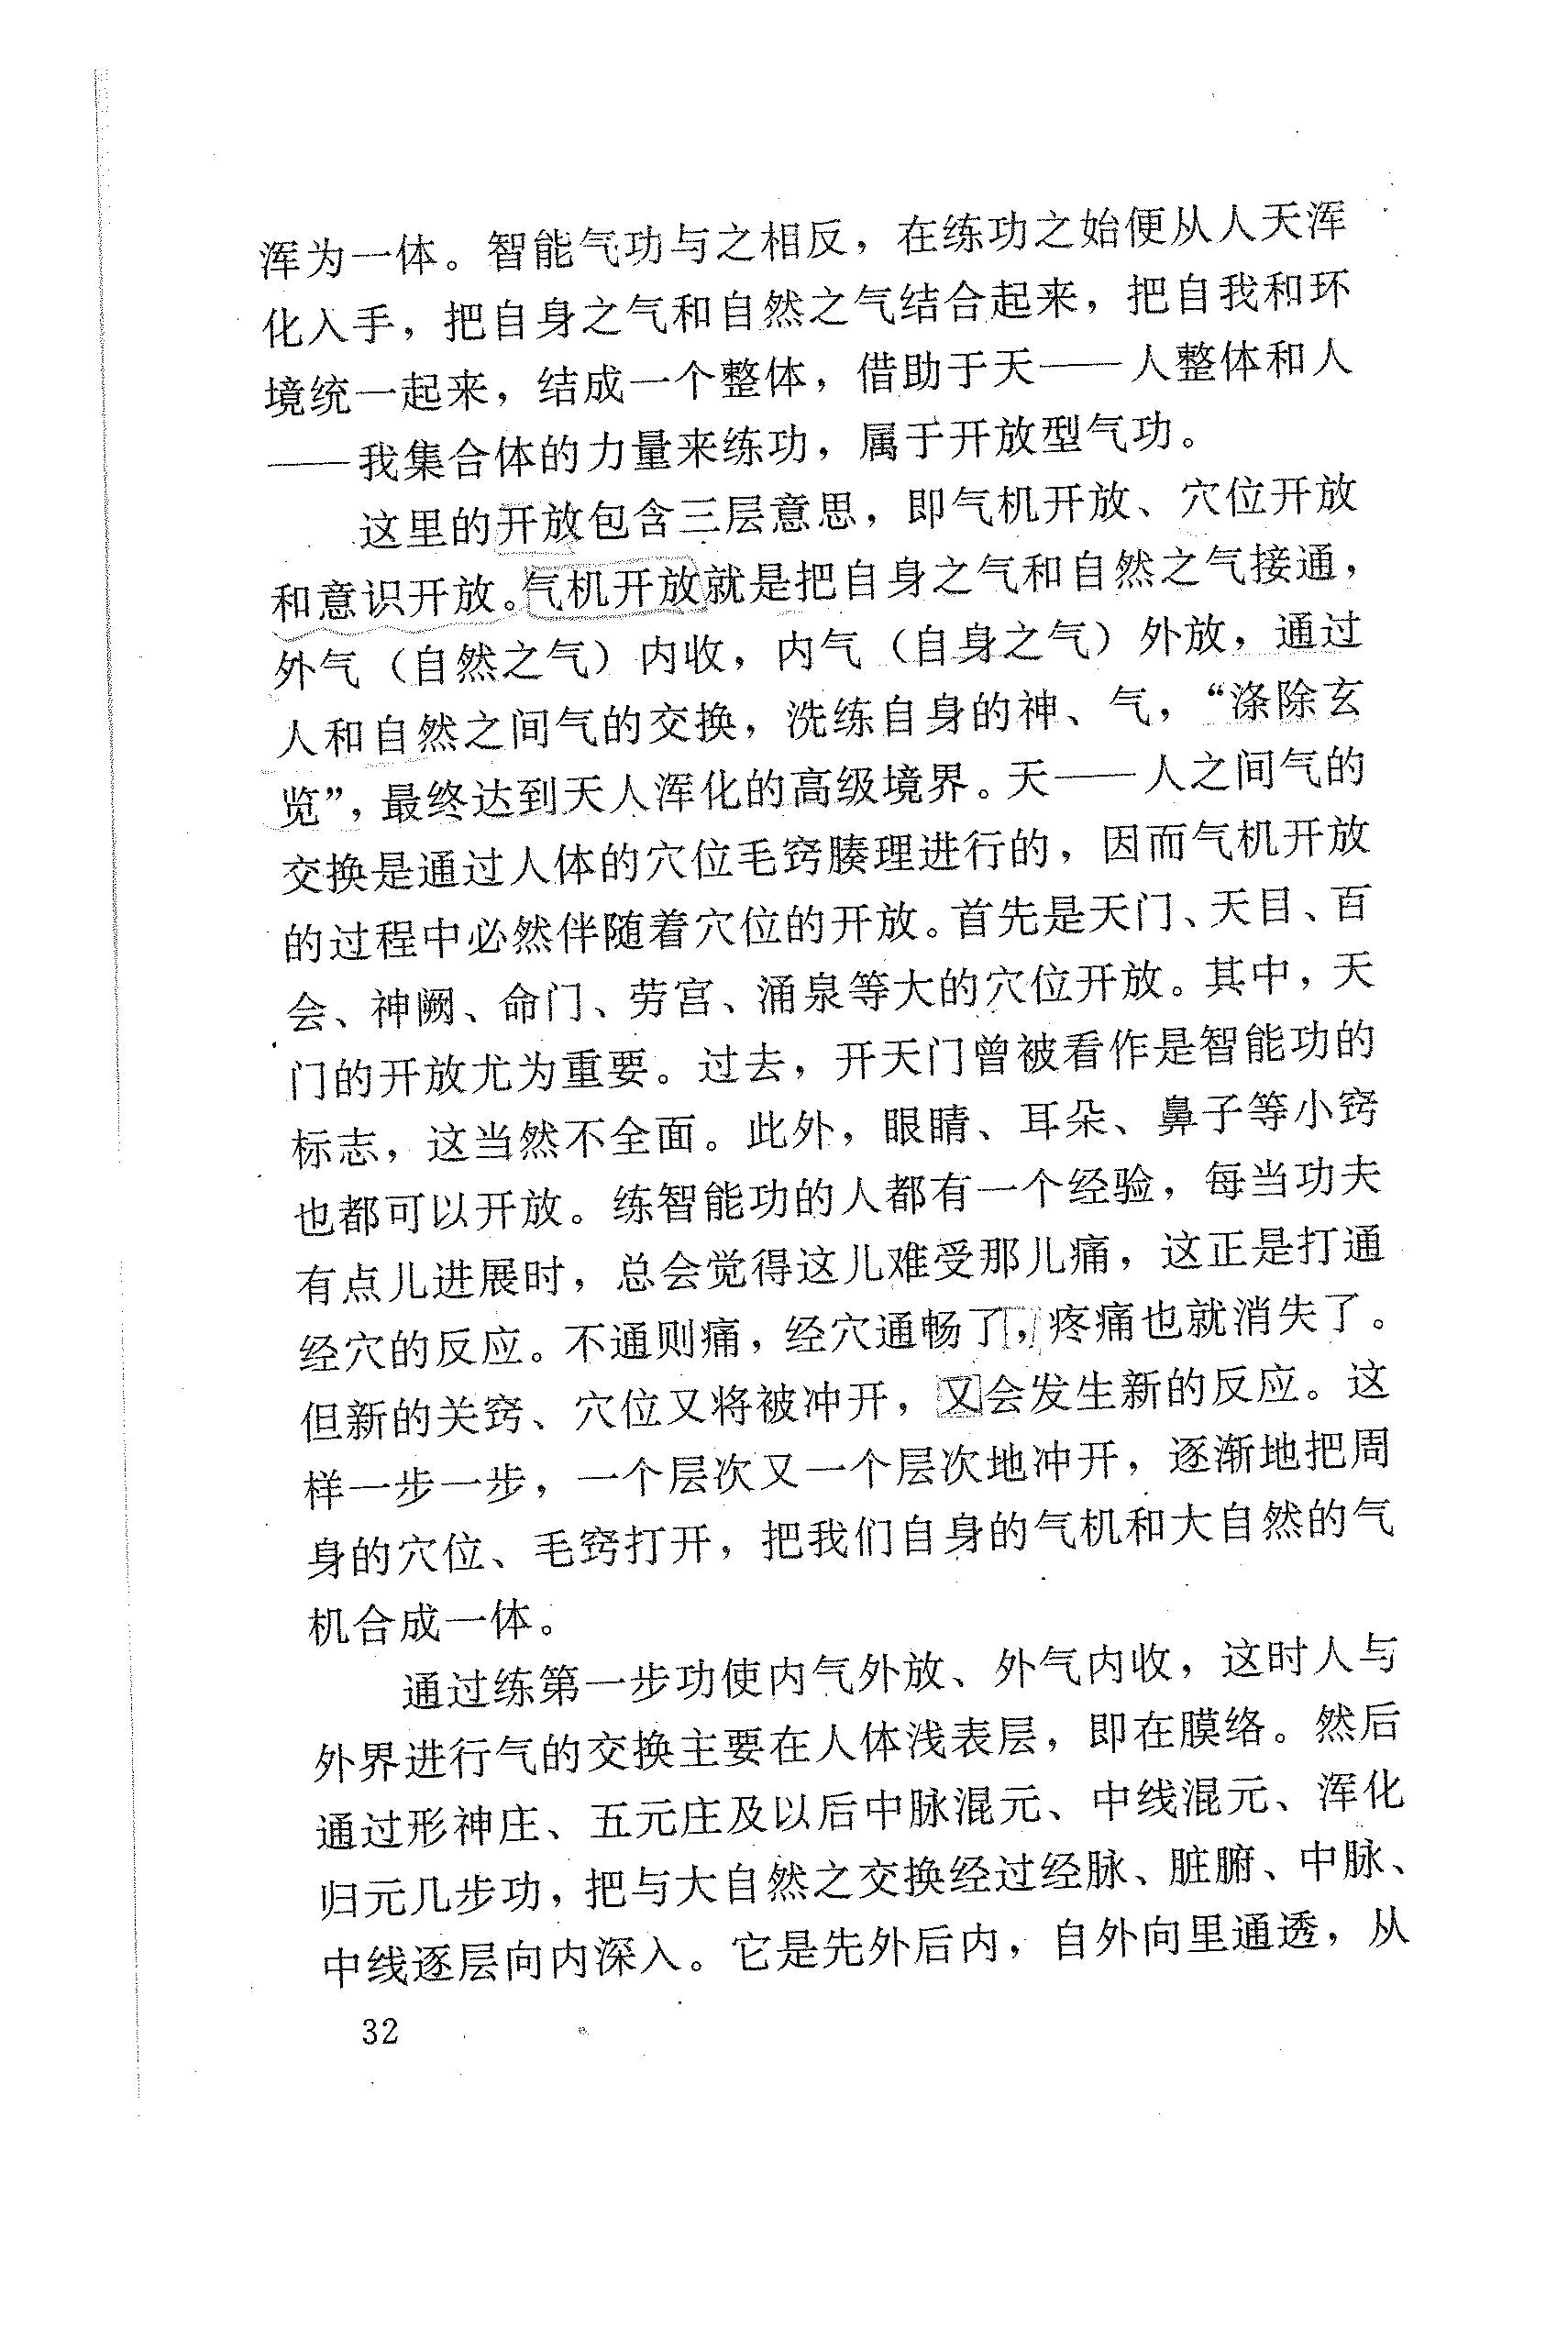 浑为一体。智能气功与之相反，在练功之始便从人天浑
化入手，把自身之气和自然之气结合起来，把自我和环
境统一起来，结成一个整体，借助于天——人整体和人
——我集合体的力量来练功，属于开放型气功。
这里的开放包含三层意思，即气机开放、穴位开放
和意识开放。气机开放就是把自身之气和自然之气接通，
外气（自然之气）内收，内气（自身之气）外放，通过
人和自然之间气的交换，洗练自身的神、气，“涤除玄
览”，最终达到天人浑化的高级境界。天——人之间气的
交换是通过人体的穴位毛窍腠理进行的，因而气机开放
的过程中必然伴随着穴位的开放。首先是天门、天目、百
会、神阙、命门、劳宫、涌泉等大的穴位开放。其中，天
门的开放尤为重要。过去，开天门曾被看作是智能功的
标志，这当然不全面。此外，眼睛、耳朵、鼻子等小窍
也都可以开放。练智能功的人都有一个经验，每当功夫
有点儿进展时，总会觉得这儿难受那儿痛，这正是打通
经穴的反应。不通则痛，经穴通畅了，疼痛也就消失了。
但新的关窍、穴位又将被冲开，又会发生新的反应。这
样一步一步，一个层次又一个层次地冲开，逐渐地把周
身的穴位、毛窍打开，把我们自身的气机和大自然的气
机合成一体。
通过练第一步功使内气外放、外气内收，这时人与
外界进行气的交换主要在人体浅表层，即在膜络。然后
通过形神庄、五元庄及以后中脉混元、中线混元、浑化
归元几步功，把与大自然之交换经过经脉、脏腑、中脉、
中线逐层向内深入。它是先外后内，自外向里通透，从
32